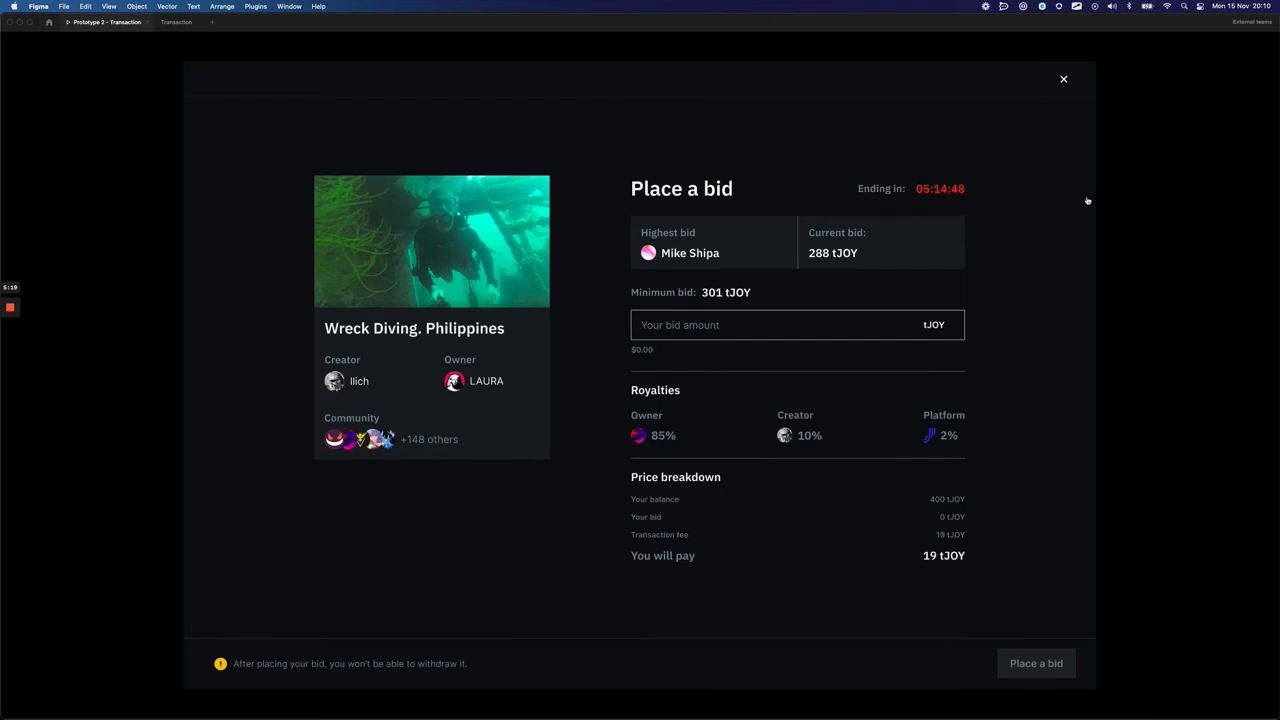 Figma File Edit View Object Vector Text Arrange Plugins Window Help Mon 15 Nov 20:10
Prototype 2 - Transaction Transaction External teams
Place a bid Ending in: 05:14:48
Highest bid Current bid:
Mike Shipa 288 tJOY
Minimum bid: 301 tJOY
5:19
Your bid amount tJOY
$0.00
Wreck Diving. Philippines
Creator Owner
Ilich LAURA
Community
+148 others
Royalties
Owner Creator Platform
85% 10% 2%
Price breakdown
Your balance 400 tJOY
Your bid 0 tJOY
Transaction fee 19 tJOY
You will pay 19 tJOY
After placing your bid, you won't be able to withdraw it. Place a bid